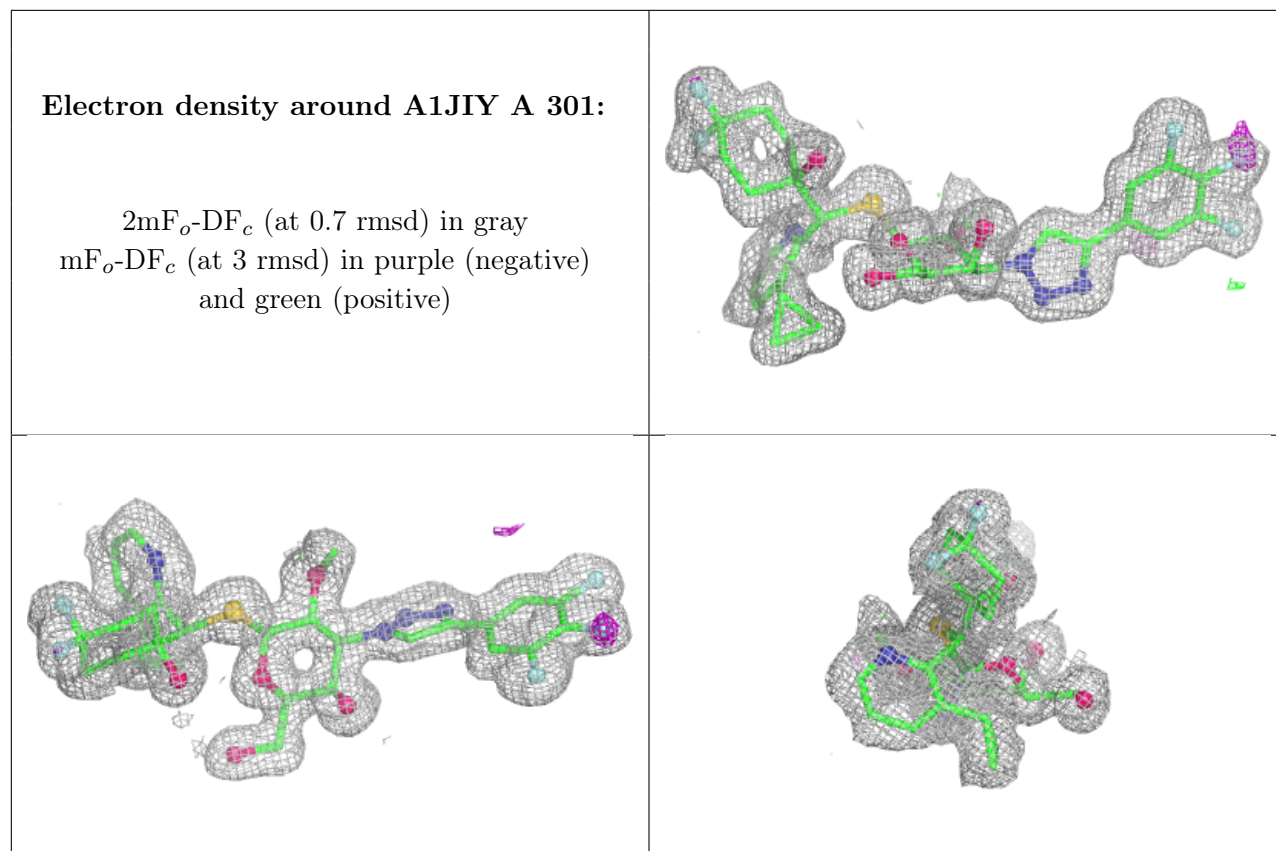 Electron density around A1JIY A 301:
2mFo-DFc (at 0.7 rmsd) in gray
mFo-DFc (at 3 rmsd) in purple (negative)
and green (positive)